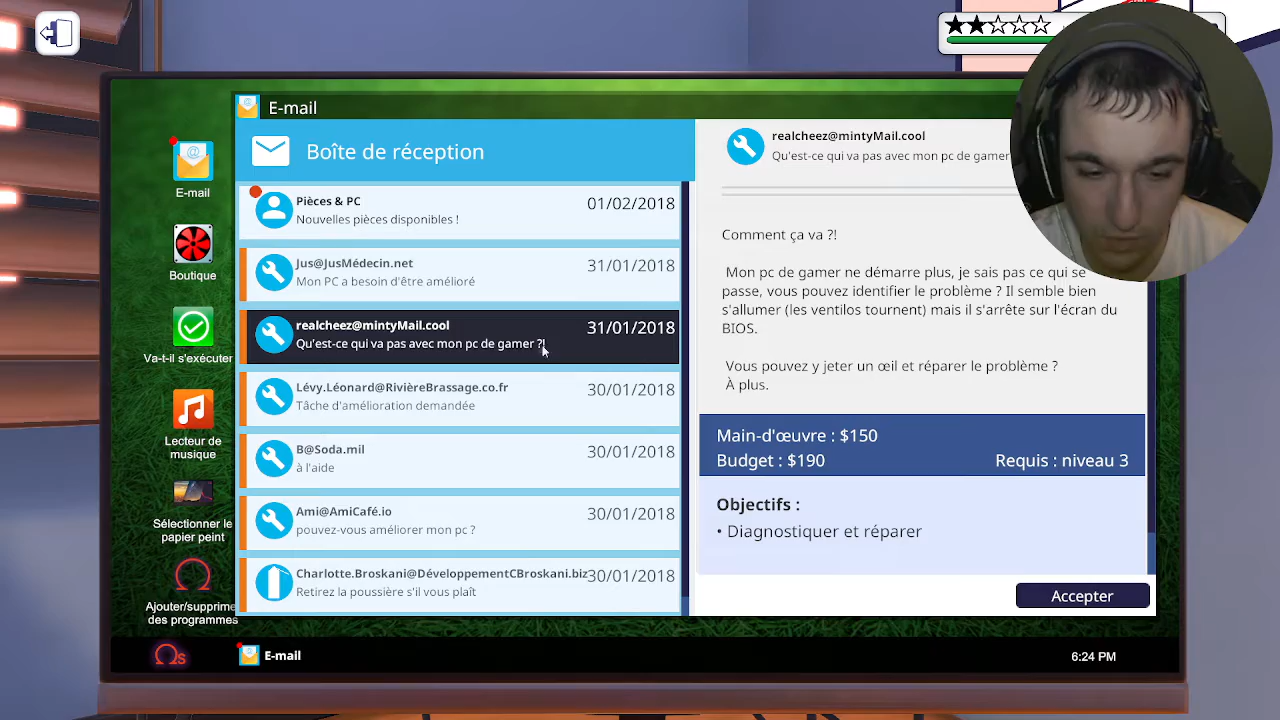 E-mail
Boîte de réception
Pièces & PC
01/02/2018
Nouvelles pièces disponibles !
Jus@JusMédecin.net
31/01/2018
Mon PC a besoin d'être amélioré
realcheez@mintyMail.cool
31/01/2018
Qu'est-ce qui va pas avec mon pc de gamer ?!
Lévy.Léonard@RivièreBrassage.co.fr
30/01/2018
Tâche d'amélioration demandée
B@Soda.mil
30/01/2018
à l'aide
Ami@AmiCafé.io
30/01/2018
pouvez-vous améliorer mon pc ?
Charlotte.Broskani@DéveloppementCBroskani.biz
30/01/2018
Retirez la poussière s'il vous plaît
E-mail
Boutique
Va-t-il s'exécuter
Lecteur de
musique
Sélectionner le
papier peint
Ajouter/supprime
des programmes
realcheez@mintyMail.cool
Qu'est-ce qui va pas avec mon pc de gamer
Comment ça va ?!
Mon pc de gamer ne démarre plus, je sais pas ce qui se
passe, vous pouvez identifier le problème ? Il semble bien
s'allumer (les ventilos tournent) mais il s'arrête sur l'écran du
BIOS.
Vous pouvez y jeter un œil et réparer le problème ?
À plus.
Main-d'œuvre : $150
Budget : $190
Requis : niveau 3
Objectifs :
• Diagnostiquer et réparer
Accepter
Ωs
E-mail
6:24 PM